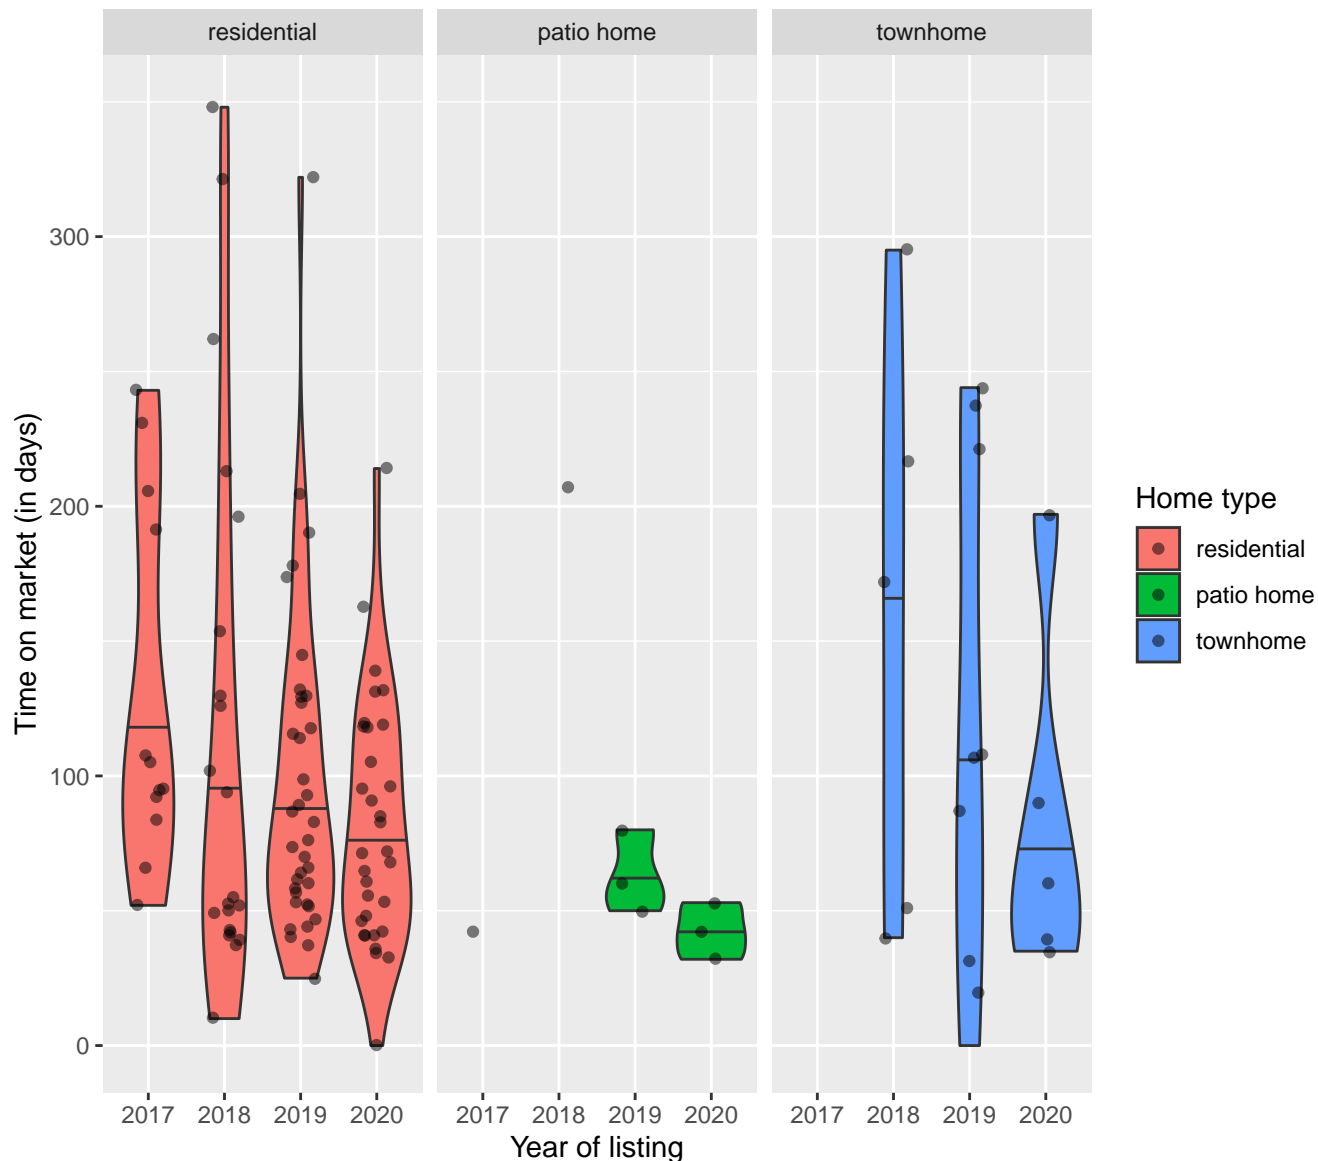 residential patio home townhome
Time on market (in days)
300
200
100
0
2017 2018 2019 2020 2017 2018 2019 2020 2017 2018 2019 2020
Year of listing
Home type
residential
patio home
townhome